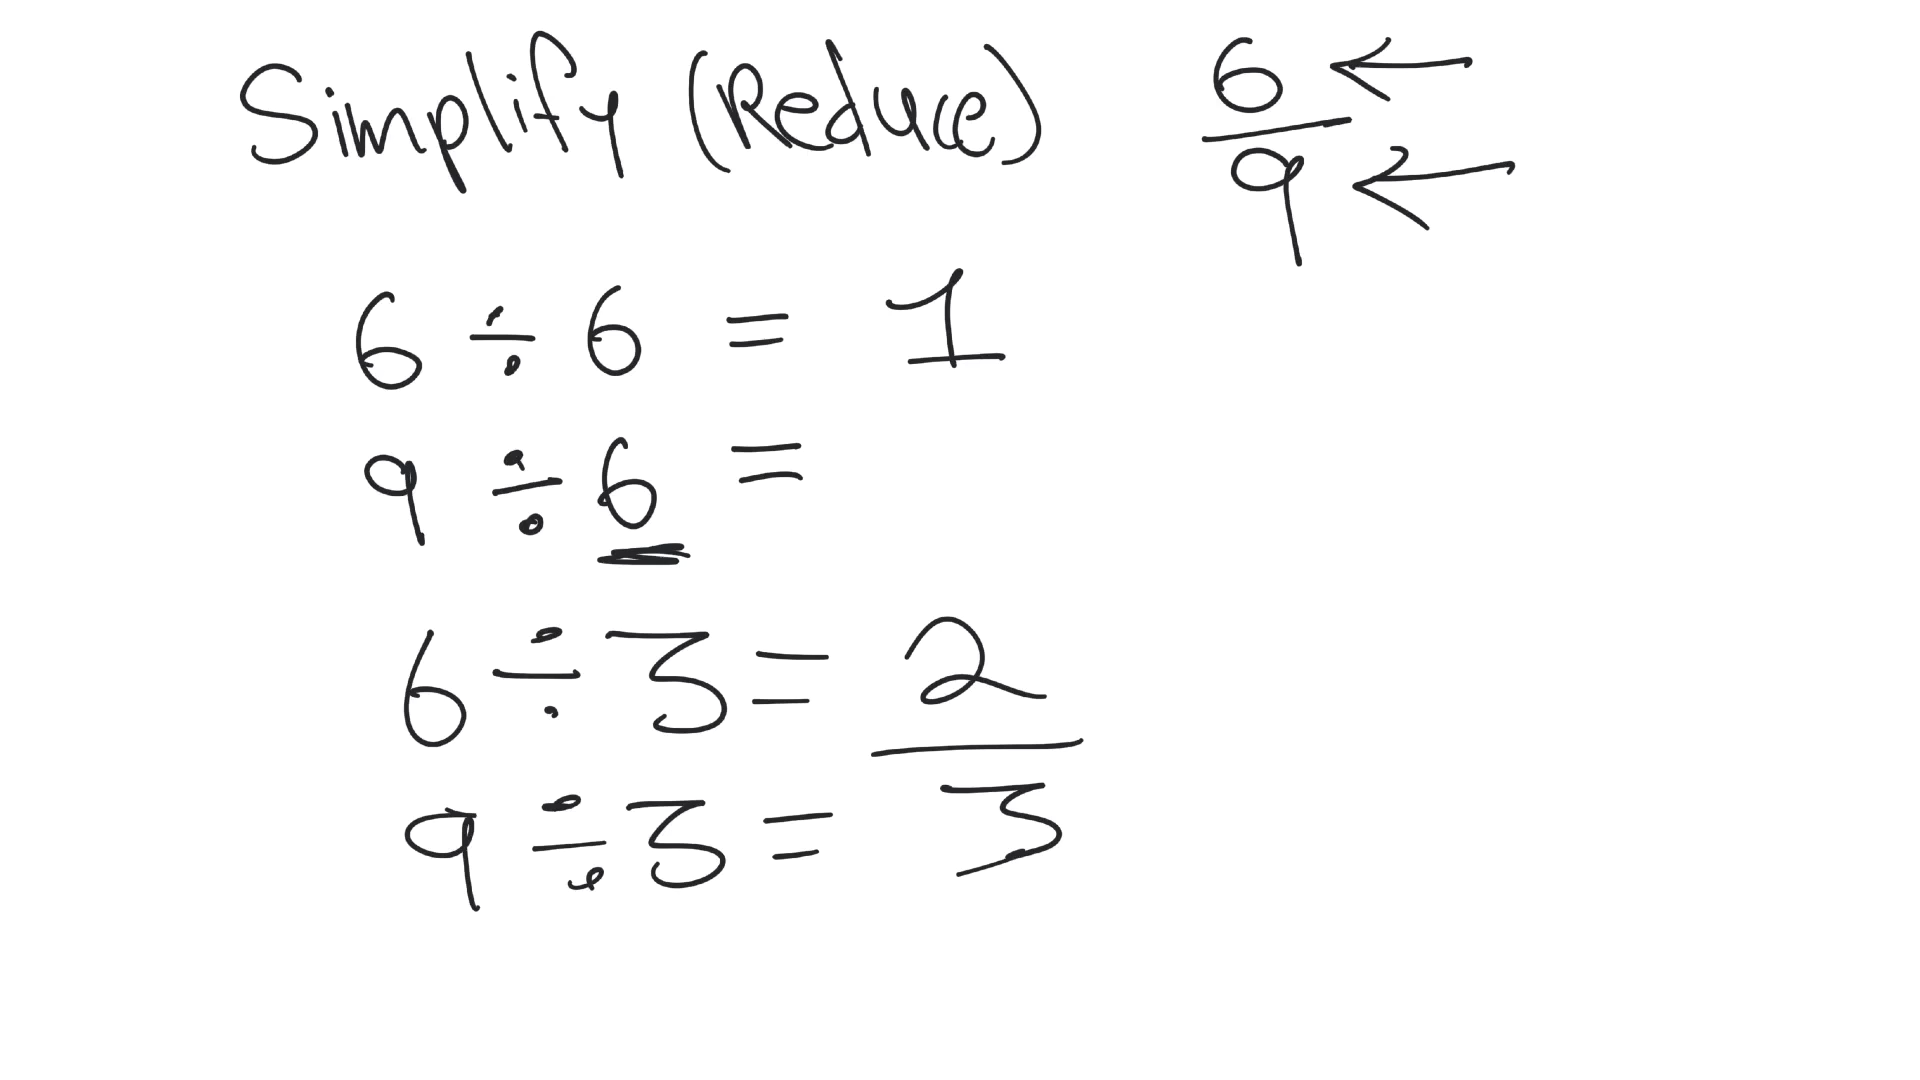 Simplify (Reduce) 6/9
6 ÷ 6 = 1
9 ÷ 6 =
6 ÷ 3 = 2
9 ÷ 3 = 3